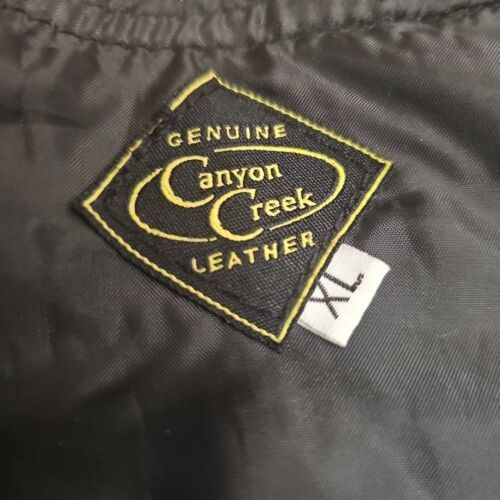 GENUINE
Canyon
Creek
LEATHER
XL